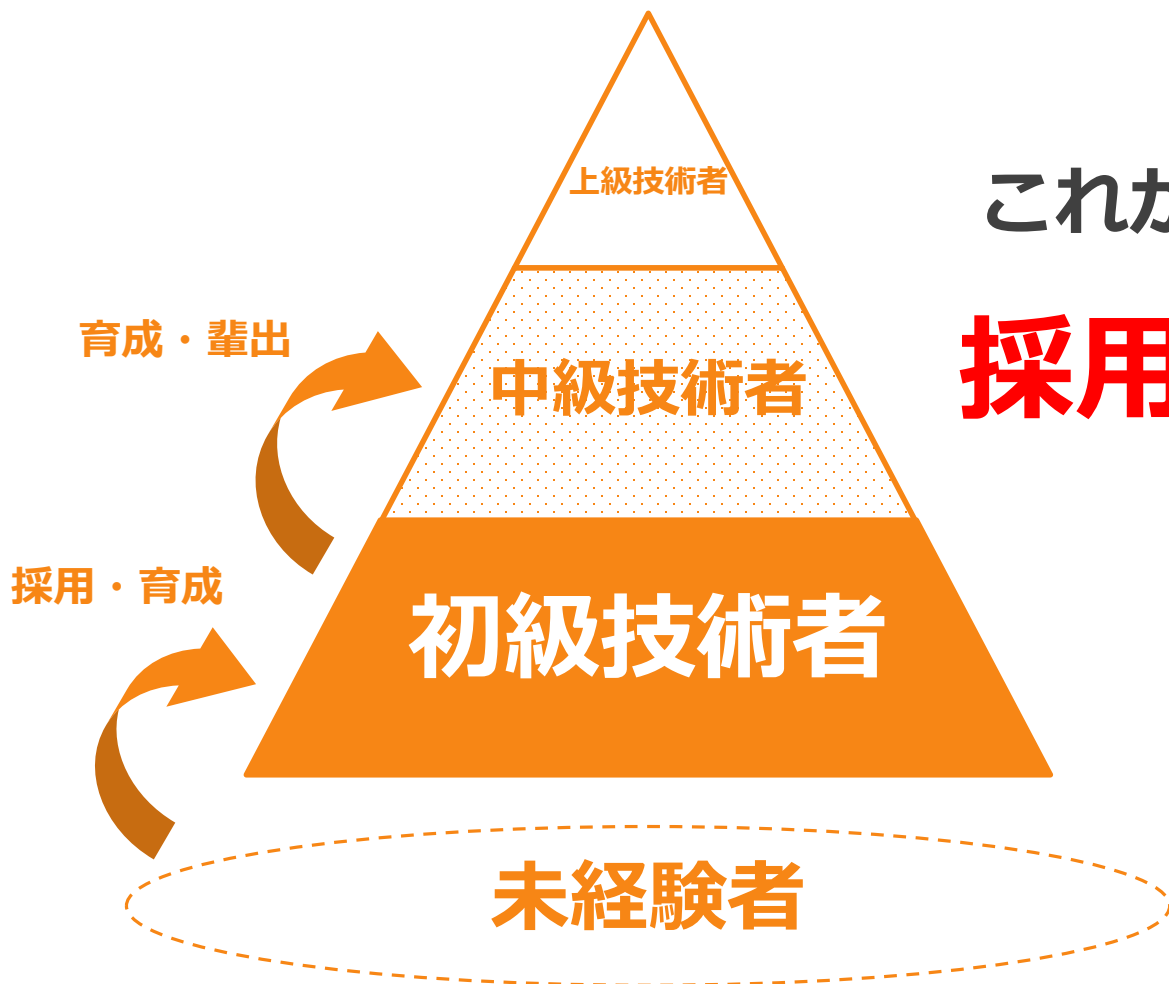 上級技術者
これか
育成・輩出
中級技術者
採用
採用・育成
初級技術者
未経験者